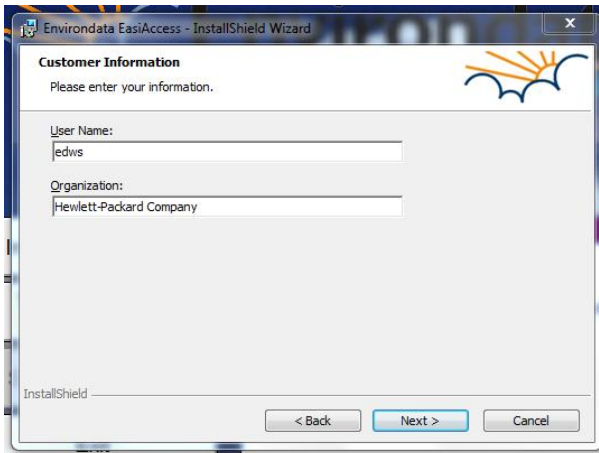 Environdata EasiAccess - InstallShield Wizard
Customer Information
Please enter your information.
User Name:
edws
Organization:
Hewlett-Packard Company
InstallShield
< Back
Next >
Cancel